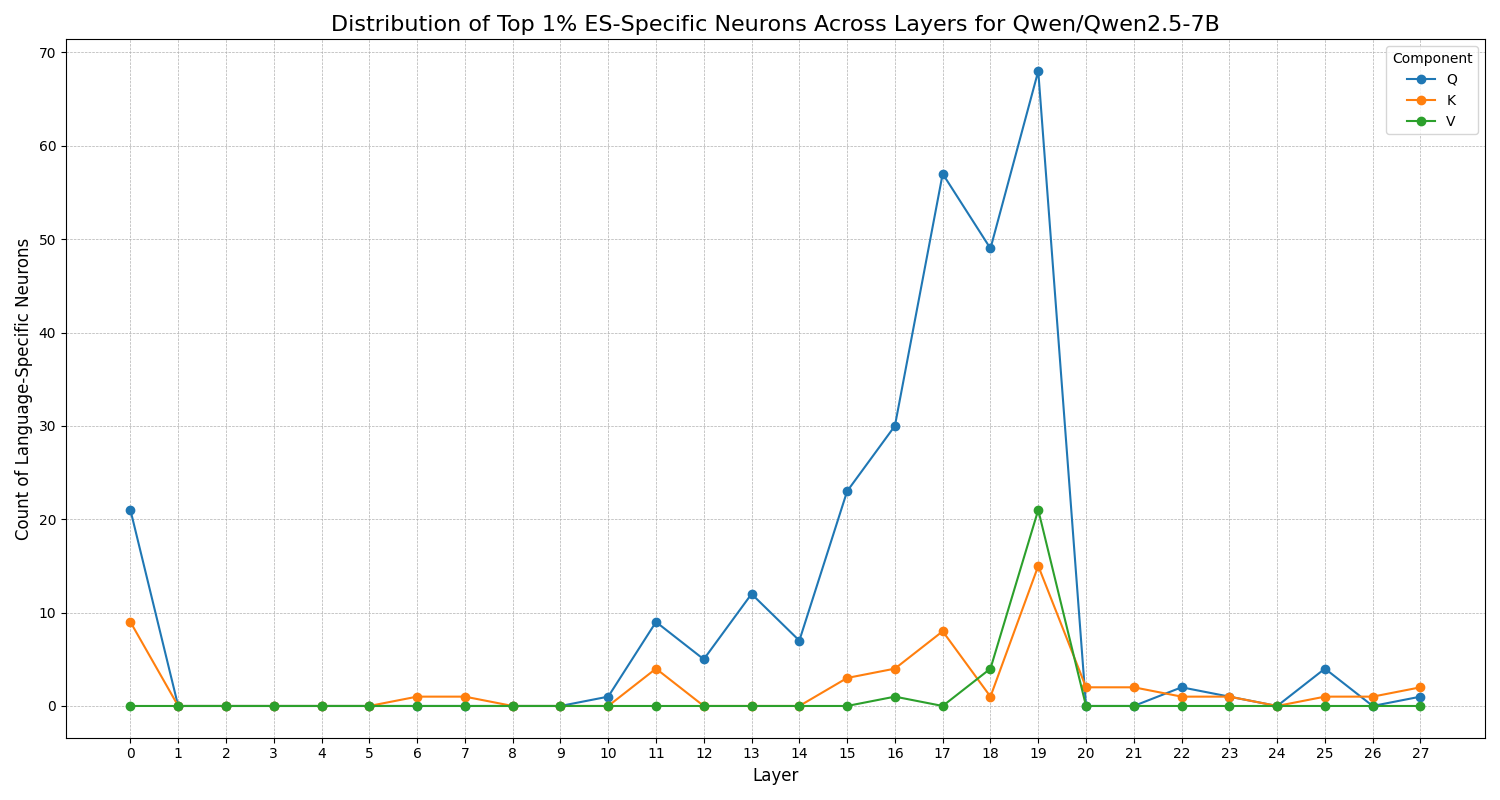 Distribution of Top 1% ES-Specific Neurons Across Layers for Qwen/Qwen2.5-7B
Component
Q
K
V
Count of Language-Specific Neurons
70
60
50
40
30
20
10
0
0 1 2 3 4 5 6 7 8 9 10 11 12 13 14 15 16 17 18 19 20 21 22 23 24 25 26 27
Layer